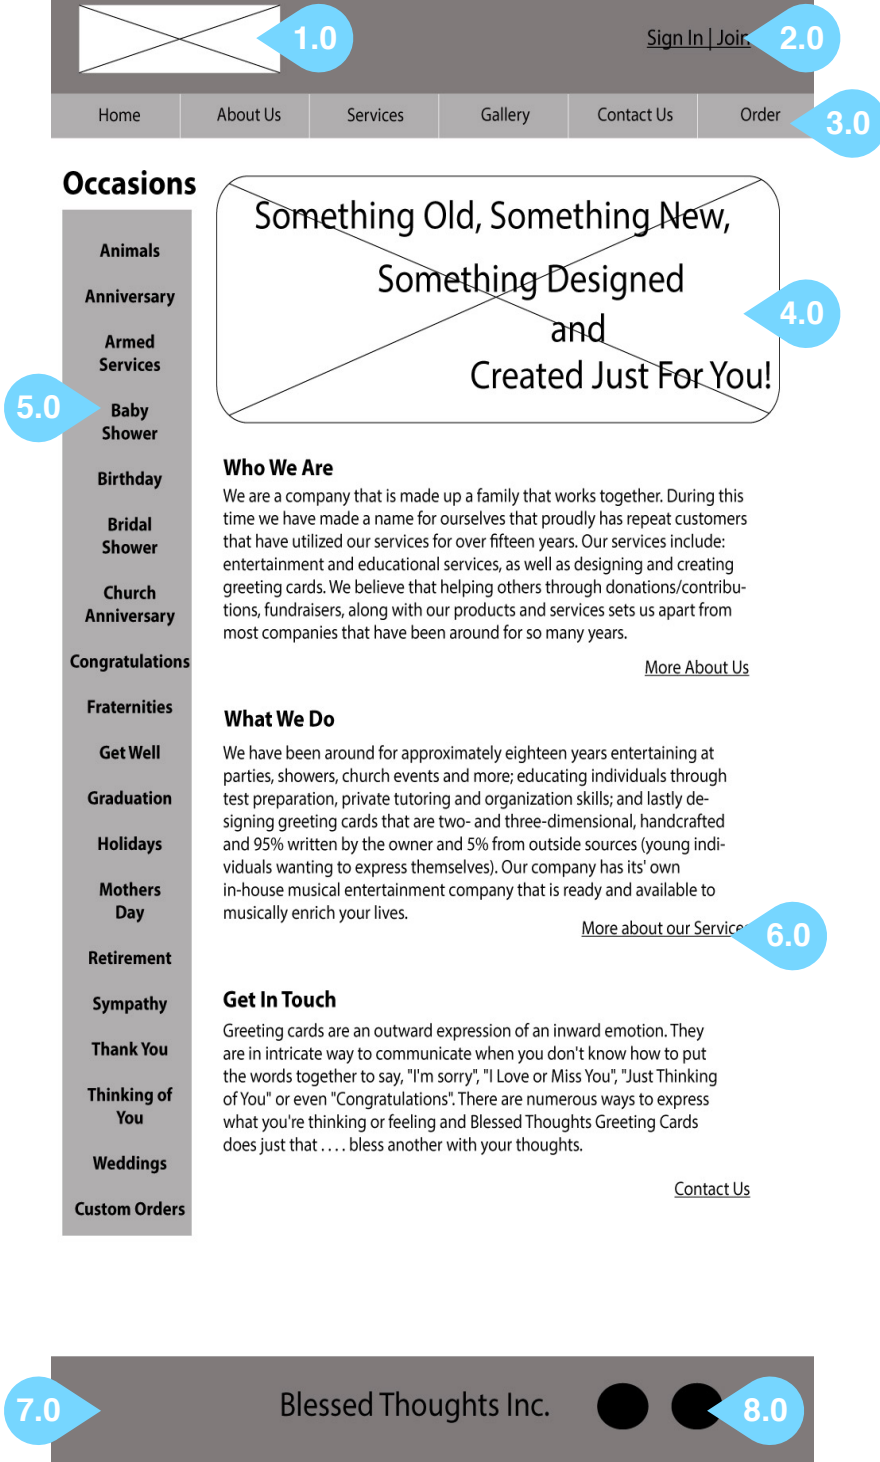 1.0
Sign In | Join
2.0
Home About Us Services Gallery Contact Us Order
3.0
Occasions
Animals
Anniversary
Armed
Services
Baby
Shower
5.0
Birthday
Bridal
Shower
Church
Anniversary
Congratulations
Fraternities
Get Well
Graduation
Holidays
Mothers
Day
Retirement
Sympathy
Thank You
Thinking of
You
Weddings
Custom Orders
Something Old, Something New,
Something Designed
and
Created Just For You!
4.0
Who We Are
We are a company that is made up a family that works together. During this
time we have made a name for ourselves that proudly has repeat customers
that have utilized our services for over fifteen years. Our services include:
entertainment and educational services, as well as designing and creating
greeting cards. We believe that helping others through donations/contribu-
tions, fundraisers, along with our products and services sets us apart from
most companies that have been around for so many years.
More About Us
What We Do
We have been around for approximately eighteen years entertaining at
parties, showers, church events and more; educating individuals through
test preparation, private tutoring and organization skills; and lastly de-
signing greeting cards that are two- and three-dimensional, handcrafted
and 95% written by the owner and 5% from outside sources (young indi-
viduals wanting to express themselves). Our company has its' own
in-house musical entertainment company that is ready and available to
musically enrich your lives.
More about our Services
6.0
Get In Touch
Greeting cards are an outward expression of an inward emotion. They
are in intricate way to communicate when you don't know how to put
the words together to say, "I'm sorry", "I Love or Miss You", "Just Thinking
of You" or even "Congratulations". There are numerous ways to express
what you're thinking or feeling and Blessed Thoughts Greeting Cards
does just that . . . . bless another with your thoughts.
Contact Us
7.0
Blessed Thoughts Inc.
8.0